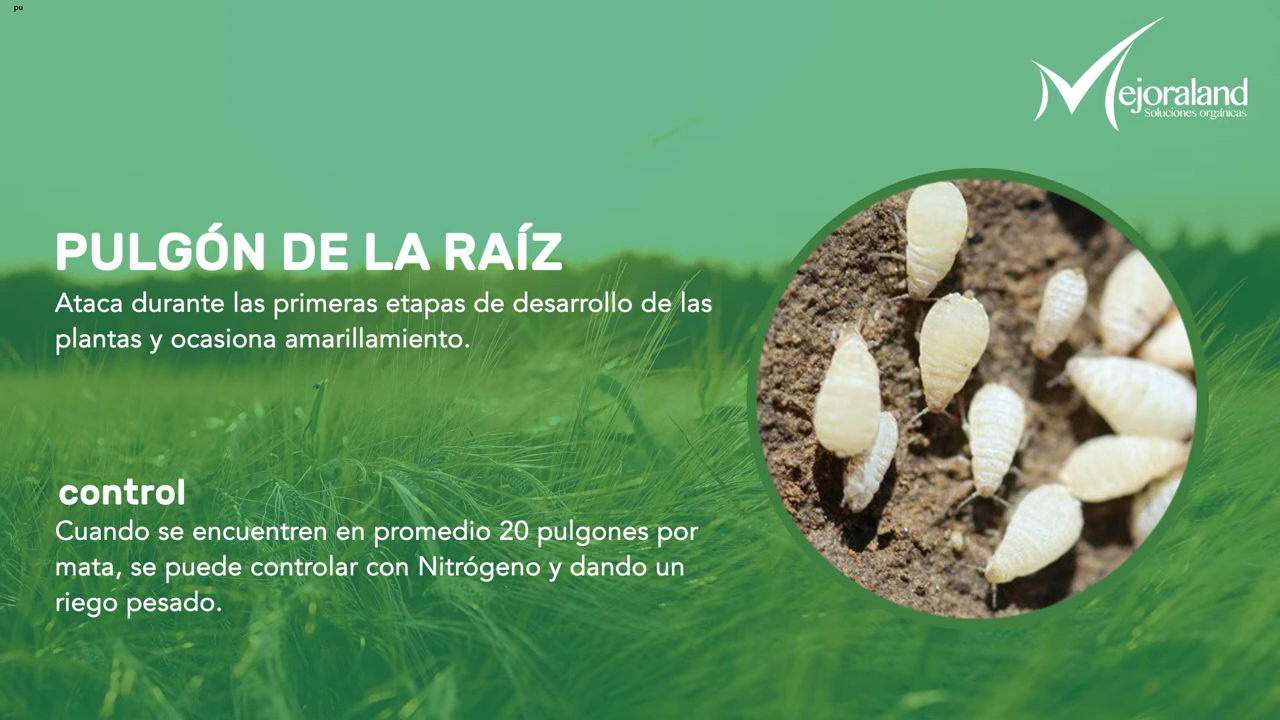 pu
Mejoraland
Soluciones orgánicas
PULGÓN DE LA RAÍZ
Ataca durante las primeras etapas de desarrollo de las
plantas y ocasiona amarillamiento.
control
Cuando se encuentren en promedio 20 pulgones por
mata, se puede controlar con Nitrógeno y dando un
riego pesado.